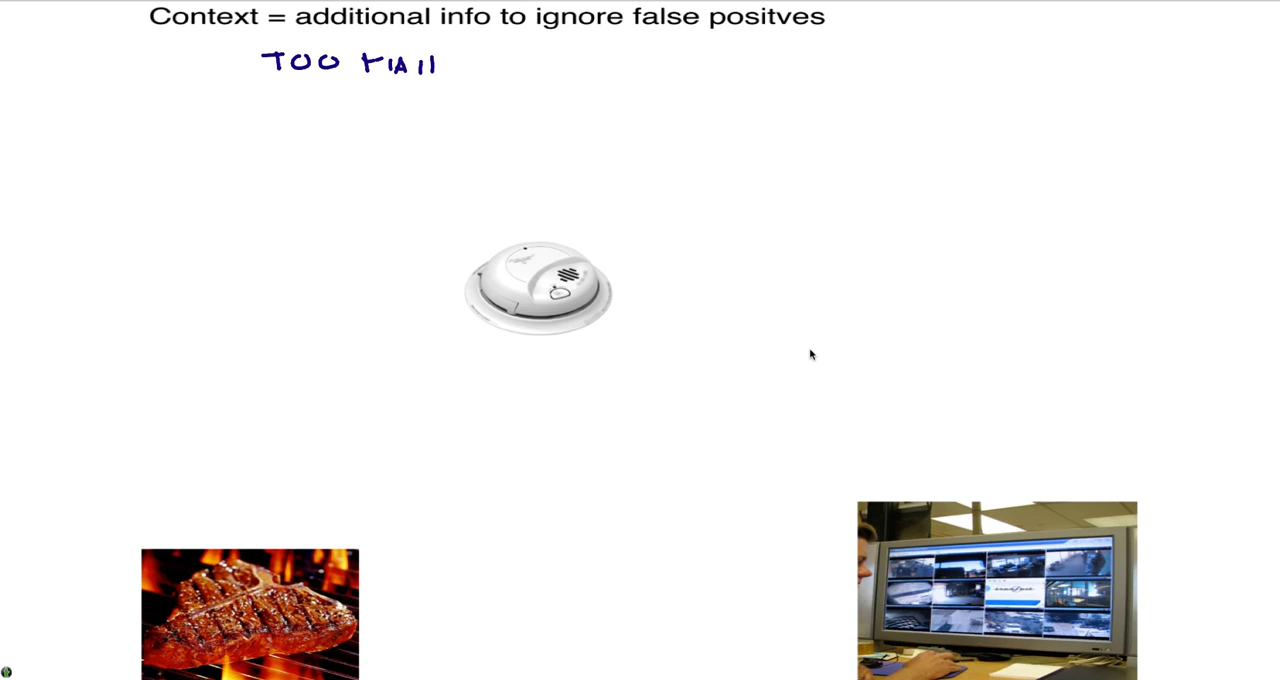 Context = additional info to ignore false positves
TOO